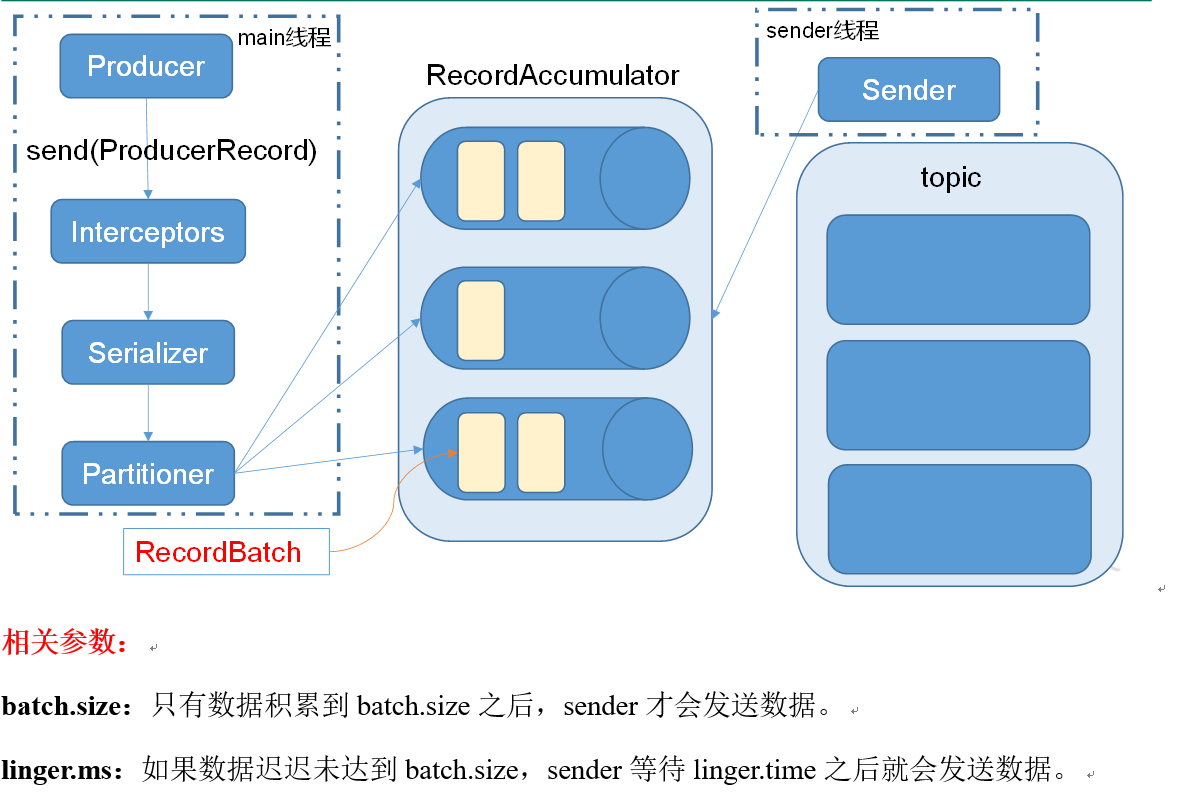 main线程
Producer
send(ProducerRecord)
Interceptors
Serializer
Partitioner
RecordBatch
RecordAccumulator
sender线程
Sender
topic
相关参数：
batch.size：只有数据积累到 batch.size 之后，sender 才会发送数据。
linger.ms：如果数据迟迟未达到 batch.size，sender 等待 linger.time 之后就会发送数据。